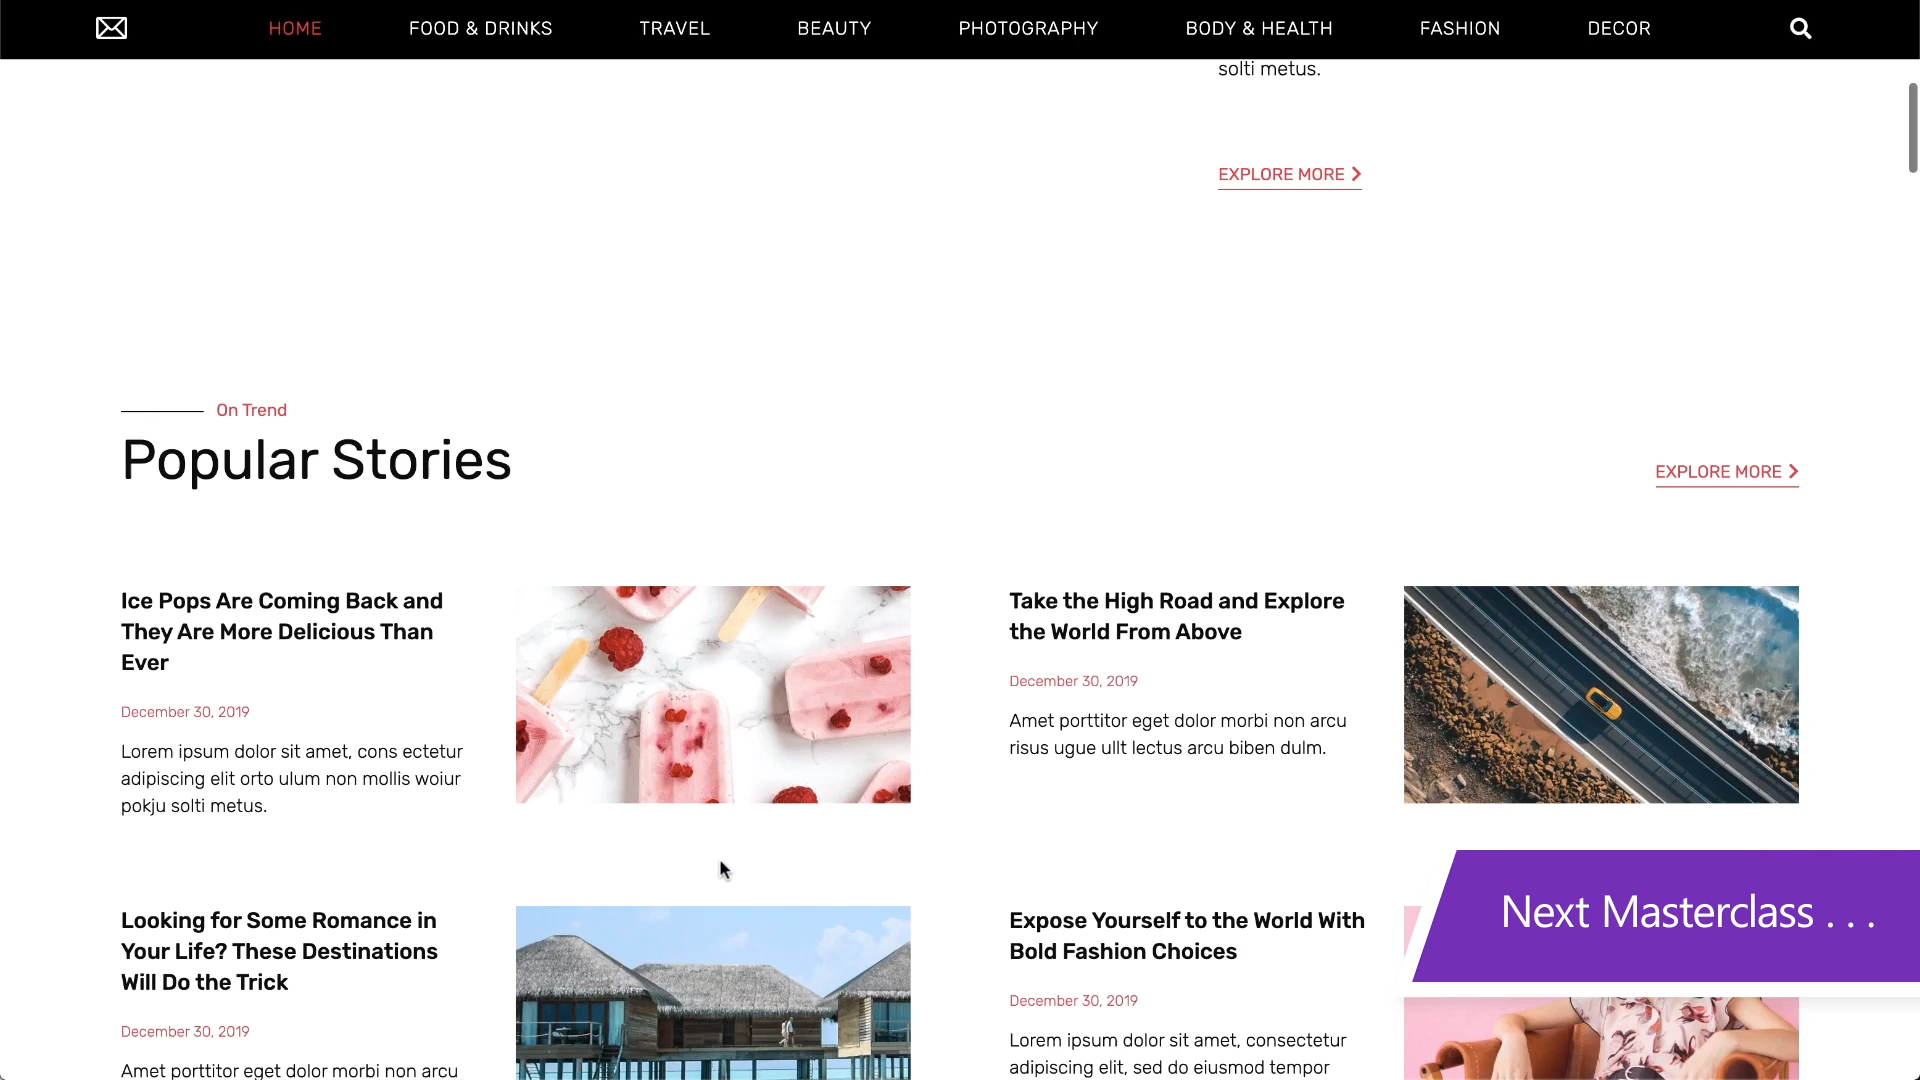 HOME
FOOD & DRINKS
TRAVEL
BEAUTY
PHOTOGRAPHY
BODY & HEALTH
FASHION
DECOR
solti metus.
EXPLORE MORE
On Trend
Popular Stories
EXPLORE MORE
Ice Pops Are Coming Back and
They Are More Delicious Than
Ever
December 30, 2019
Lorem ipsum dolor sit amet, cons ectetur
adipiscing elit orto ulum non mollis woiur
pokju solti metus.
Take the High Road and Explore
the World From Above
December 30, 2019
Amet porttitor eget dolor morbi non arcu
risus ugue ullt lectus arcu biben dulm.
Looking for Some Romance in
Your Life? These Destinations
Will Do the Trick
December 30, 2019
Amet porttitor eget dolor morbi non arcu
Expose Yourself to the World With
Bold Fashion Choices
December 30, 2019
Lorem ipsum dolor sit amet, consectetur
adipiscing elit, sed do eiusmod tempor
Next Masterclass . . .